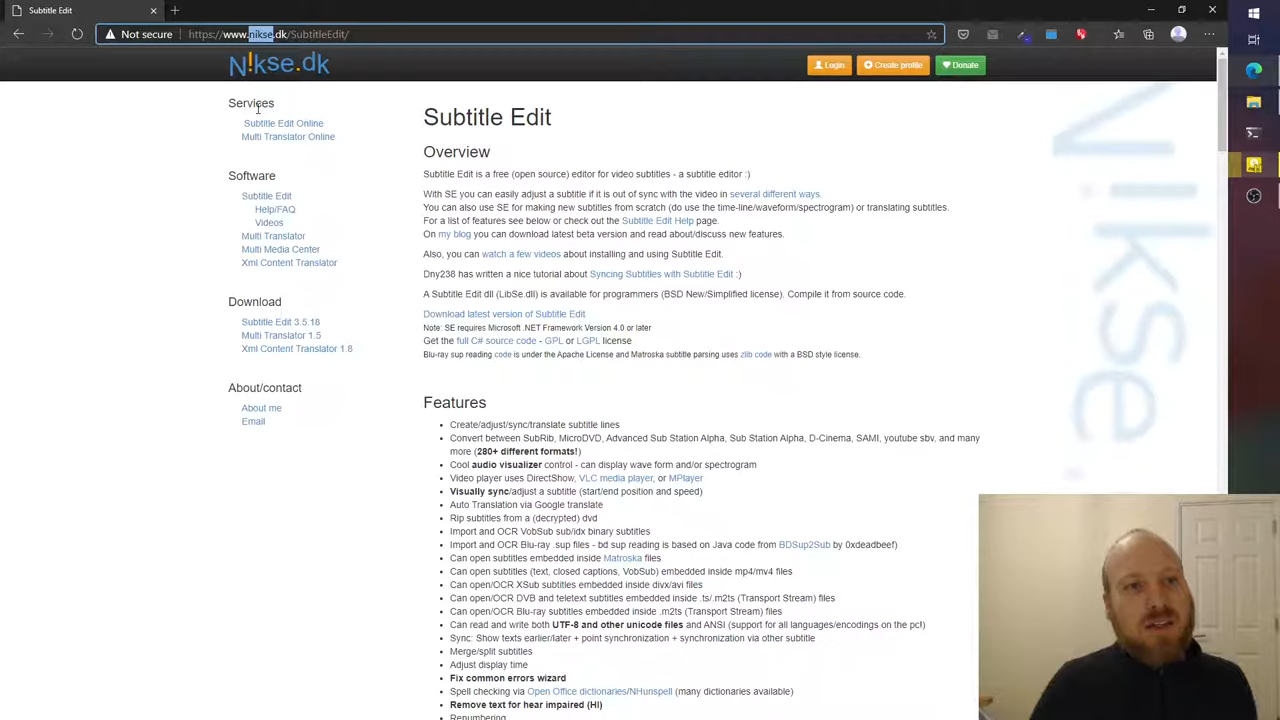 Subtitle Edit
Not secure
https://www.nikse.dk/SubtitleEdit/
N!kse.dk
Login
Create profile
Donate
Services
Subtitle Edit Online
Multi Translator Online
Software
Subtitle Edit
Help/FAQ
Videos
Multi Translator
Multi Media Center
Xml Content Translator
Download
Subtitle Edit 3.5.18
Multi Translator 1.5
Xml Content Translator 1.8
About/contact
About me
Email
Subtitle Edit
Overview
Subtitle Edit is a free (open source) editor for video subtitles - a subtitle editor :)
With SE you can easily adjust a subtitle if it is out of sync with the video in several different ways.
You can also use SE for making new subtitles from scratch (do use the time-line/waveform/spectrogram) or translating subtitles.
For a list of features see below or check out the Subtitle Edit Help page.
On my blog you can download latest beta version and read about/discuss new features.
Also, you can watch a few videos about installing and using Subtitle Edit.
Dny238 has written a nice tutorial about Syncing Subtitles with Subtitle Edit :)
A Subtitle Edit dll (LibSe.dll) is available for programmers (BSD New/Simplified license). Compile it from source code.
Download latest version of Subtitle Edit
Note: SE requires Microsoft .NET Framework Version 4.0 or later
Get the full C# source code - GPL or LGPL license
Blu-ray sup reading code is under the Apache License and Matroska subtitle parsing uses zlib code with a BSD style license.
Features
• Create/adjust/sync/translate subtitle lines
• Convert between SubRib, MicroDVD, Advanced Sub Station Alpha, Sub Station Alpha, D-Cinema, SAMI, youtube sbv, and many
more (280+ different formats!)
• Cool audio visualizer control - can display wave form and/or spectrogram
• Video player uses DirectShow, VLC media player, or MPlayer
• Visually sync/adjust a subtitle (start/end position and speed)
• Auto Translation via Google translate
• Rip subtitles from a (decrypted) dvd
• Import and OCR VobSub sub/idx binary subtitles
• Import and OCR Blu-ray .sup files - bd sup reading is based on Java code from BDSup2Sub by 0xdeadbeef)
• Can open subtitles embedded inside Matroska files
• Can open subtitles (text, closed captions, VobSub) embedded inside mp4/mv4 files
• Can open/OCR XSub subtitles embedded inside divx/avi files
• Can open/OCR DVB and teletext subtitles embedded inside .ts/.m2ts (Transport Stream) files
• Can open/OCR Blu-ray subtitles embedded inside .m2ts (Transport Stream) files
• Can read and write both UTF-8 and other unicode files and ANSI (support for all languages/encodings on the pc!)
• Sync: Show texts earlier/later + point synchronization + synchronization via other subtitle
• Merge/split subtitles
• Adjust display time
• Fix common errors wizard
• Spell checking via Open Office dictionaries/NHunspell (many dictionaries available)
• Remove text for hear impaired (HI)
• Renumbering
N!kse